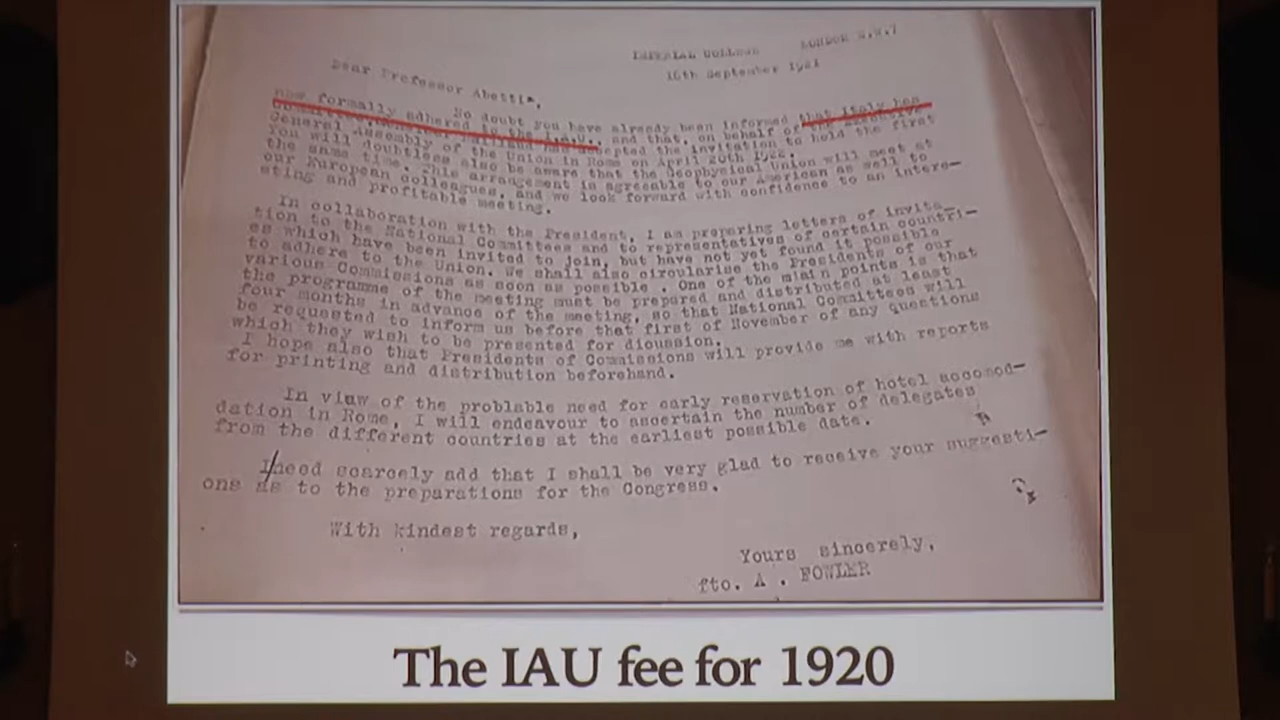 IMPERIAL COLLEGE LONDON S.W.7
16th September 1921
Dear Professor Abetti,
No doubt you have already been informed that Italy has
now formally adhered to the I.A.U., and that, on behalf of the Executive
accepted the invitation to hold the first
General Assembly of the Union in Rome on April 20th 1922.
You will doubtless also be aware that the Geophysical Union will meet at
the same time. This arrangement is agreeable to our American as well to
our European colleagues, and we look forward with confidence to an intere-
sting and profitable meeting.
In collaboration with the President, I am preparing letters of invita-
tion to the National Committees and to representatives of certain countri-
es which have been invited to join, but have not yet found it possible
to adhere to the Union. We shall also circularise the Presidents of our
various Commissions as soon as possible . One of the main points is that
the programme of the meeting must be prepared and distributed at least
four months in advance of the meeting, so that National Committees will
be requested to inform us before that first of November of any questions
which they wish to be presented for dicussion.
I hope also that Presidents of Commissions will provide me with reports
for printing and distribution beforehand.
In view of the problable need for early reservation of hotel accomod-
dation in Rome, I will endeavour to ascertain the number of delegates
from the different countries at the earliest possible date.
I/need scarcely add that I shall be very glad to receive your suggesti-
ons as to the preparations for the Congress.
With kindest regards,
Yours sincerely,
fto. A . FOWLER
The IAU fee for 1920